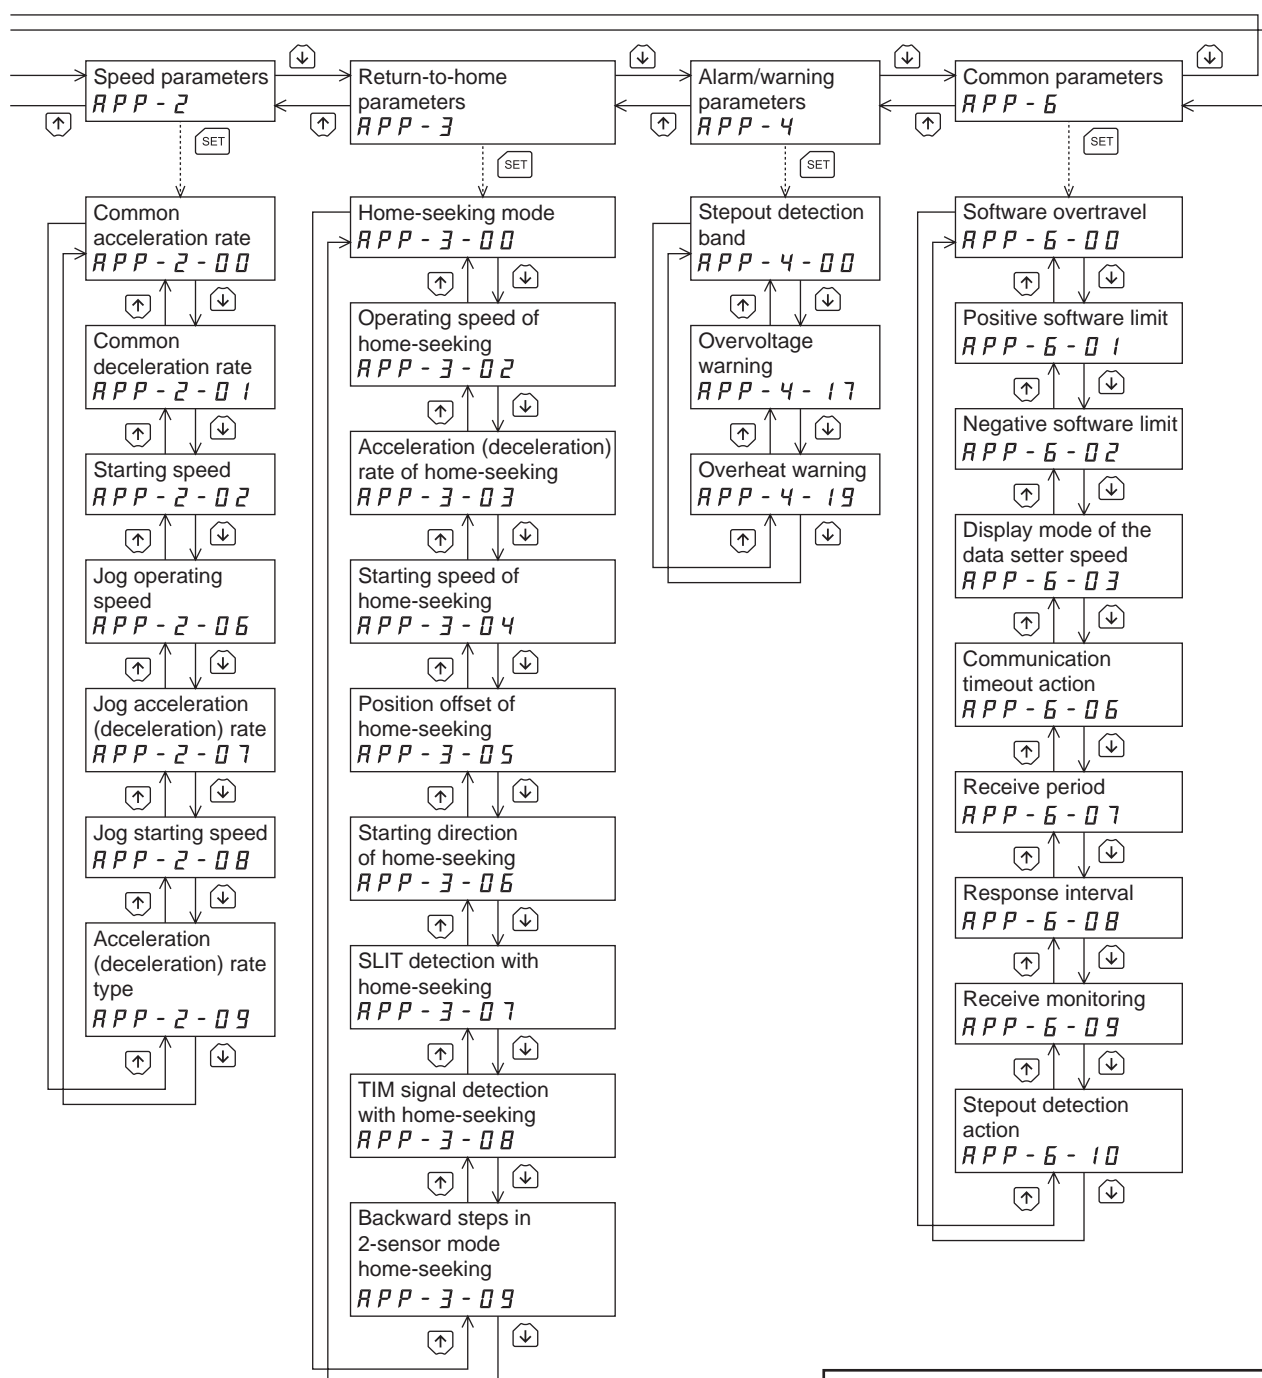 Speed parameters
APP-2
Return-to-home
parameters
APP-3
Alarm/warning
parameters
APP-4
Common parameters
APP-6
SET
SET
SET
SET
Common
acceleration rate
APP-2-00
Common
deceleration rate
APP-2-01
Starting speed
APP-2-02
Jog operating
speed
APP-2-06
Jog acceleration
(deceleration) rate
APP-2-07
Jog starting speed
APP-2-08
Acceleration
(deceleration) rate
type
APP-2-09
Home-seeking mode
APP-3-00
Operating speed of
home-seeking
APP-3-02
Acceleration (deceleration)
rate of home-seeking
APP-3-03
Starting speed of
home-seeking
APP-3-04
Position offset of
home-seeking
APP-3-05
Starting direction
of home-seeking
APP-3-06
SLIT detection with
home-seeking
APP-3-07
TIM signal detection
with home-seeking
APP-3-08
Backward steps in
2-sensor mode
home-seeking
APP-3-09
Stepout detection
band
APP-4-00
Overvoltage
warning
APP-4-17
Overheat warning
APP-4-19
Software overtravel
APP-6-00
Positive software limit
APP-6-01
Negative software limit
APP-6-02
Display mode of the
data setter speed
APP-6-03
Communication
timeout action
APP-6-06
Receive period
APP-6-07
Response interval
APP-6-08
Receive monitoring
APP-6-09
Stepout detection
action
APP-6-10